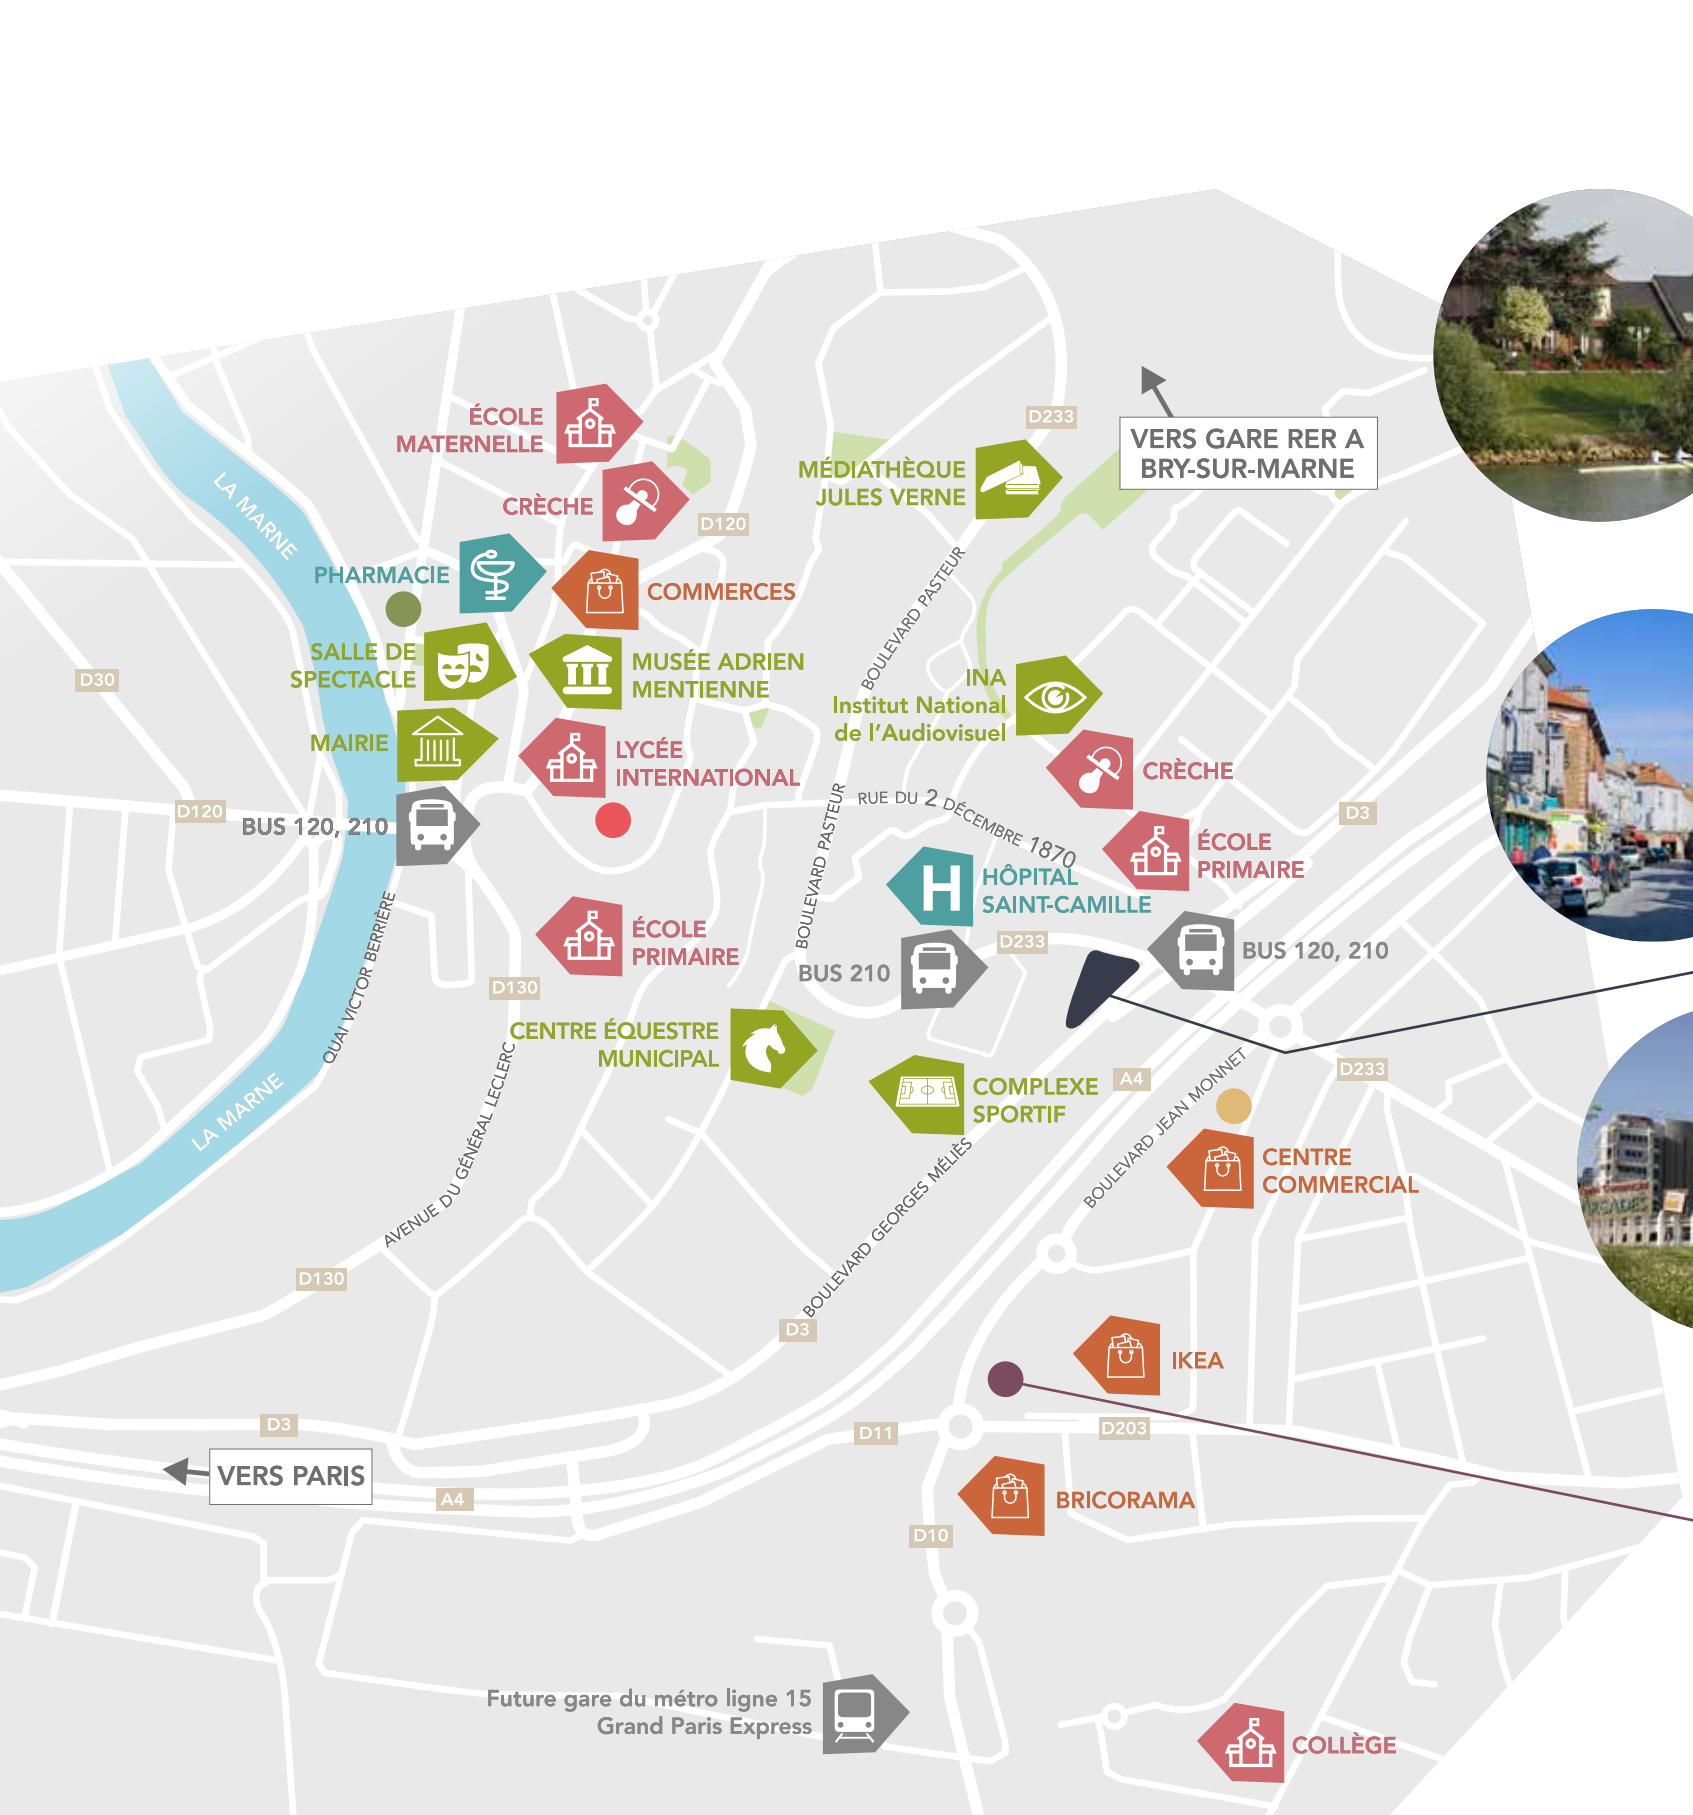 ÉCOLE
MATERNELLE
D233
VERS GARE RER A
BRY-SUR-MARNE
MÉDIATHÈQUE
JULES VERNE
CRÈCHE
LA MARNE
D120
PHARMACIE
COMMERCES
BOULEVARD PASTEUR
SALLE DE
SPECTACLE
MUSÉE ADRIEN
MENTIENNE
D30
INA
Institut National
de l'Audiovisuel
MAIRIE
LYCÉE
INTERNATIONAL
CRÈCHE
D120
BUS 120, 210
BOULEVARD PASTEUR
RUE DU 2 DÉCEMBRE 1870
D3
ÉCOLE
PRIMAIRE
HÔPITAL
SAINT-CAMILLE
QUAI VICTOR BERRIÈRE
ÉCOLE
PRIMAIRE
D233
BUS 120, 210
BUS 210
D130
CENTRE ÉQUESTRE
MUNICIPAL
LA MARNE
AVENUE DU GÉNÉRAL LECLERC
COMPLEXE
SPORTIF
A4
D233
BOULEVARD JEAN MONNET
BOULEVARD GEORGES MÉLIÈS
CENTRE
COMMERCIAL
D130
D3
IKEA
D3
D11
D203
VERS PARIS
A4
BRICORAMA
D10
Future gare du métro ligne 15
Grand Paris Express
COLLÈGE